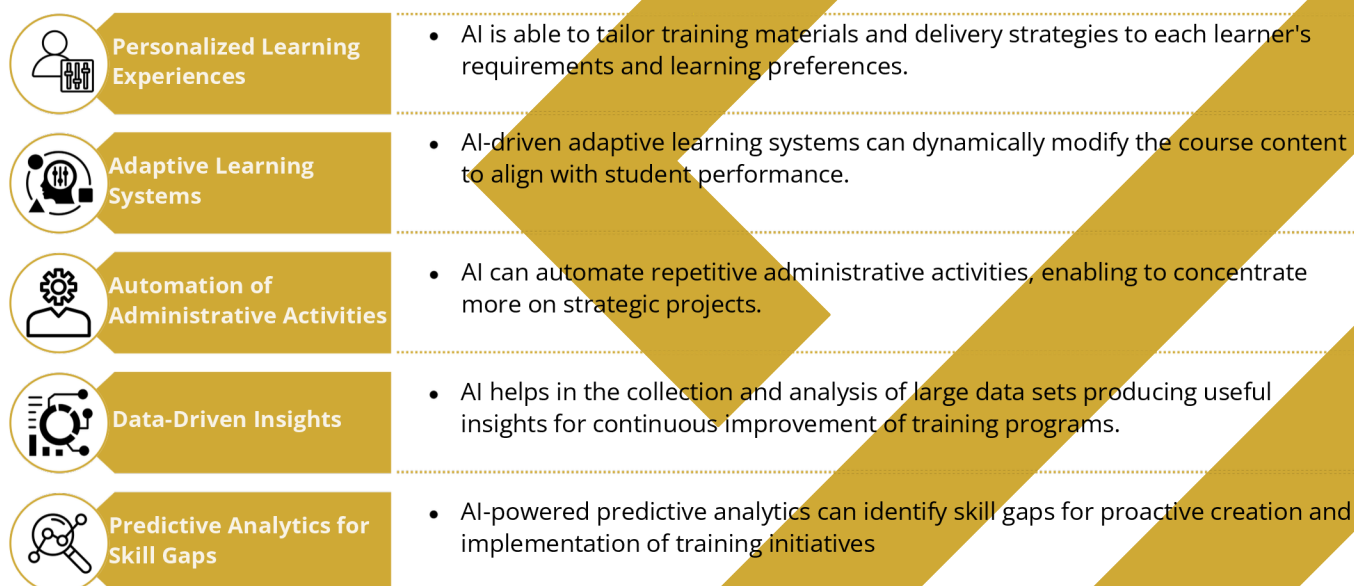 Personalized Learning
Experiences
• AI is able to tailor training materials and delivery strategies to each learner's
requirements and learning preferences.
Adaptive Learning
Systems
• AI-driven adaptive learning systems can dynamically modify the course content
to align with student performance.
Automation of
Administrative Activities
• AI can automate repetitive administrative activities, enabling to concentrate
more on strategic projects.
Data-Driven Insights
• AI helps in the collection and analysis of large data sets producing useful
insights for continuous improvement of training programs.
Predictive Analytics for
Skill Gaps
• AI-powered predictive analytics can identify skill gaps for proactive creation and
implementation of training initiatives